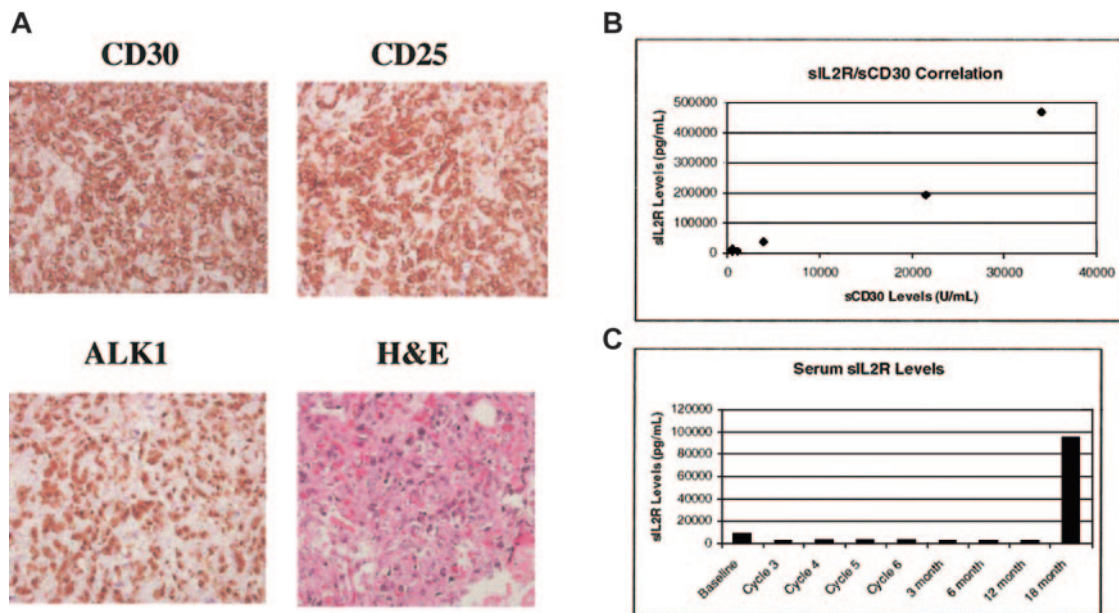 A
CD30 CD25
ALK1 H&E
B
sIL2R/sCD30 Correlation
sIL2R Levels (pg/mL)
500000
400000
300000
200000
100000
0
0 10000 20000 30000 40000
sCD30 Levels (U/mL)
C
Serum sIL2R Levels
sIL2R Levels (pg/mL)
120000
100000
80000
60000
40000
20000
0
Baseline Cycle 3 Cycle 4 Cycle 5 Cycle 6 3 month 6 month 12 month 18 month